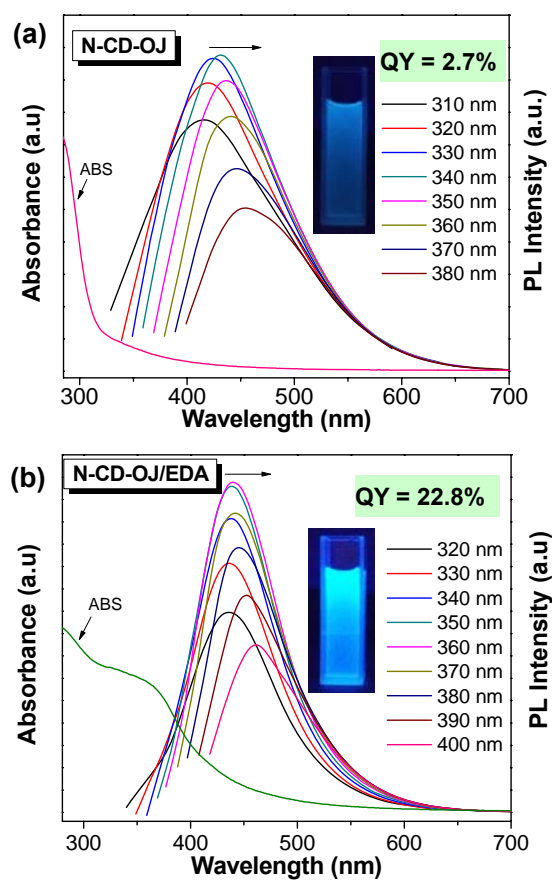 (a)
N-CD-OJ
QY = 2.7%
ABS
310 nm
320 nm
330 nm
340 nm
350 nm
360 nm
370 nm
380 nm
Absorbance (a.u)
PL Intensity (a.u.)
300 400 500 600 700
Wavelength (nm)
(b)
N-CD-OJ/EDA
QY = 22.8%
ABS
320 nm
330 nm
340 nm
350 nm
360 nm
370 nm
380 nm
390 nm
400 nm
Absorbance (a.u)
PL Intensity (a.u.)
300 400 500 600 700
Wavelength (nm)